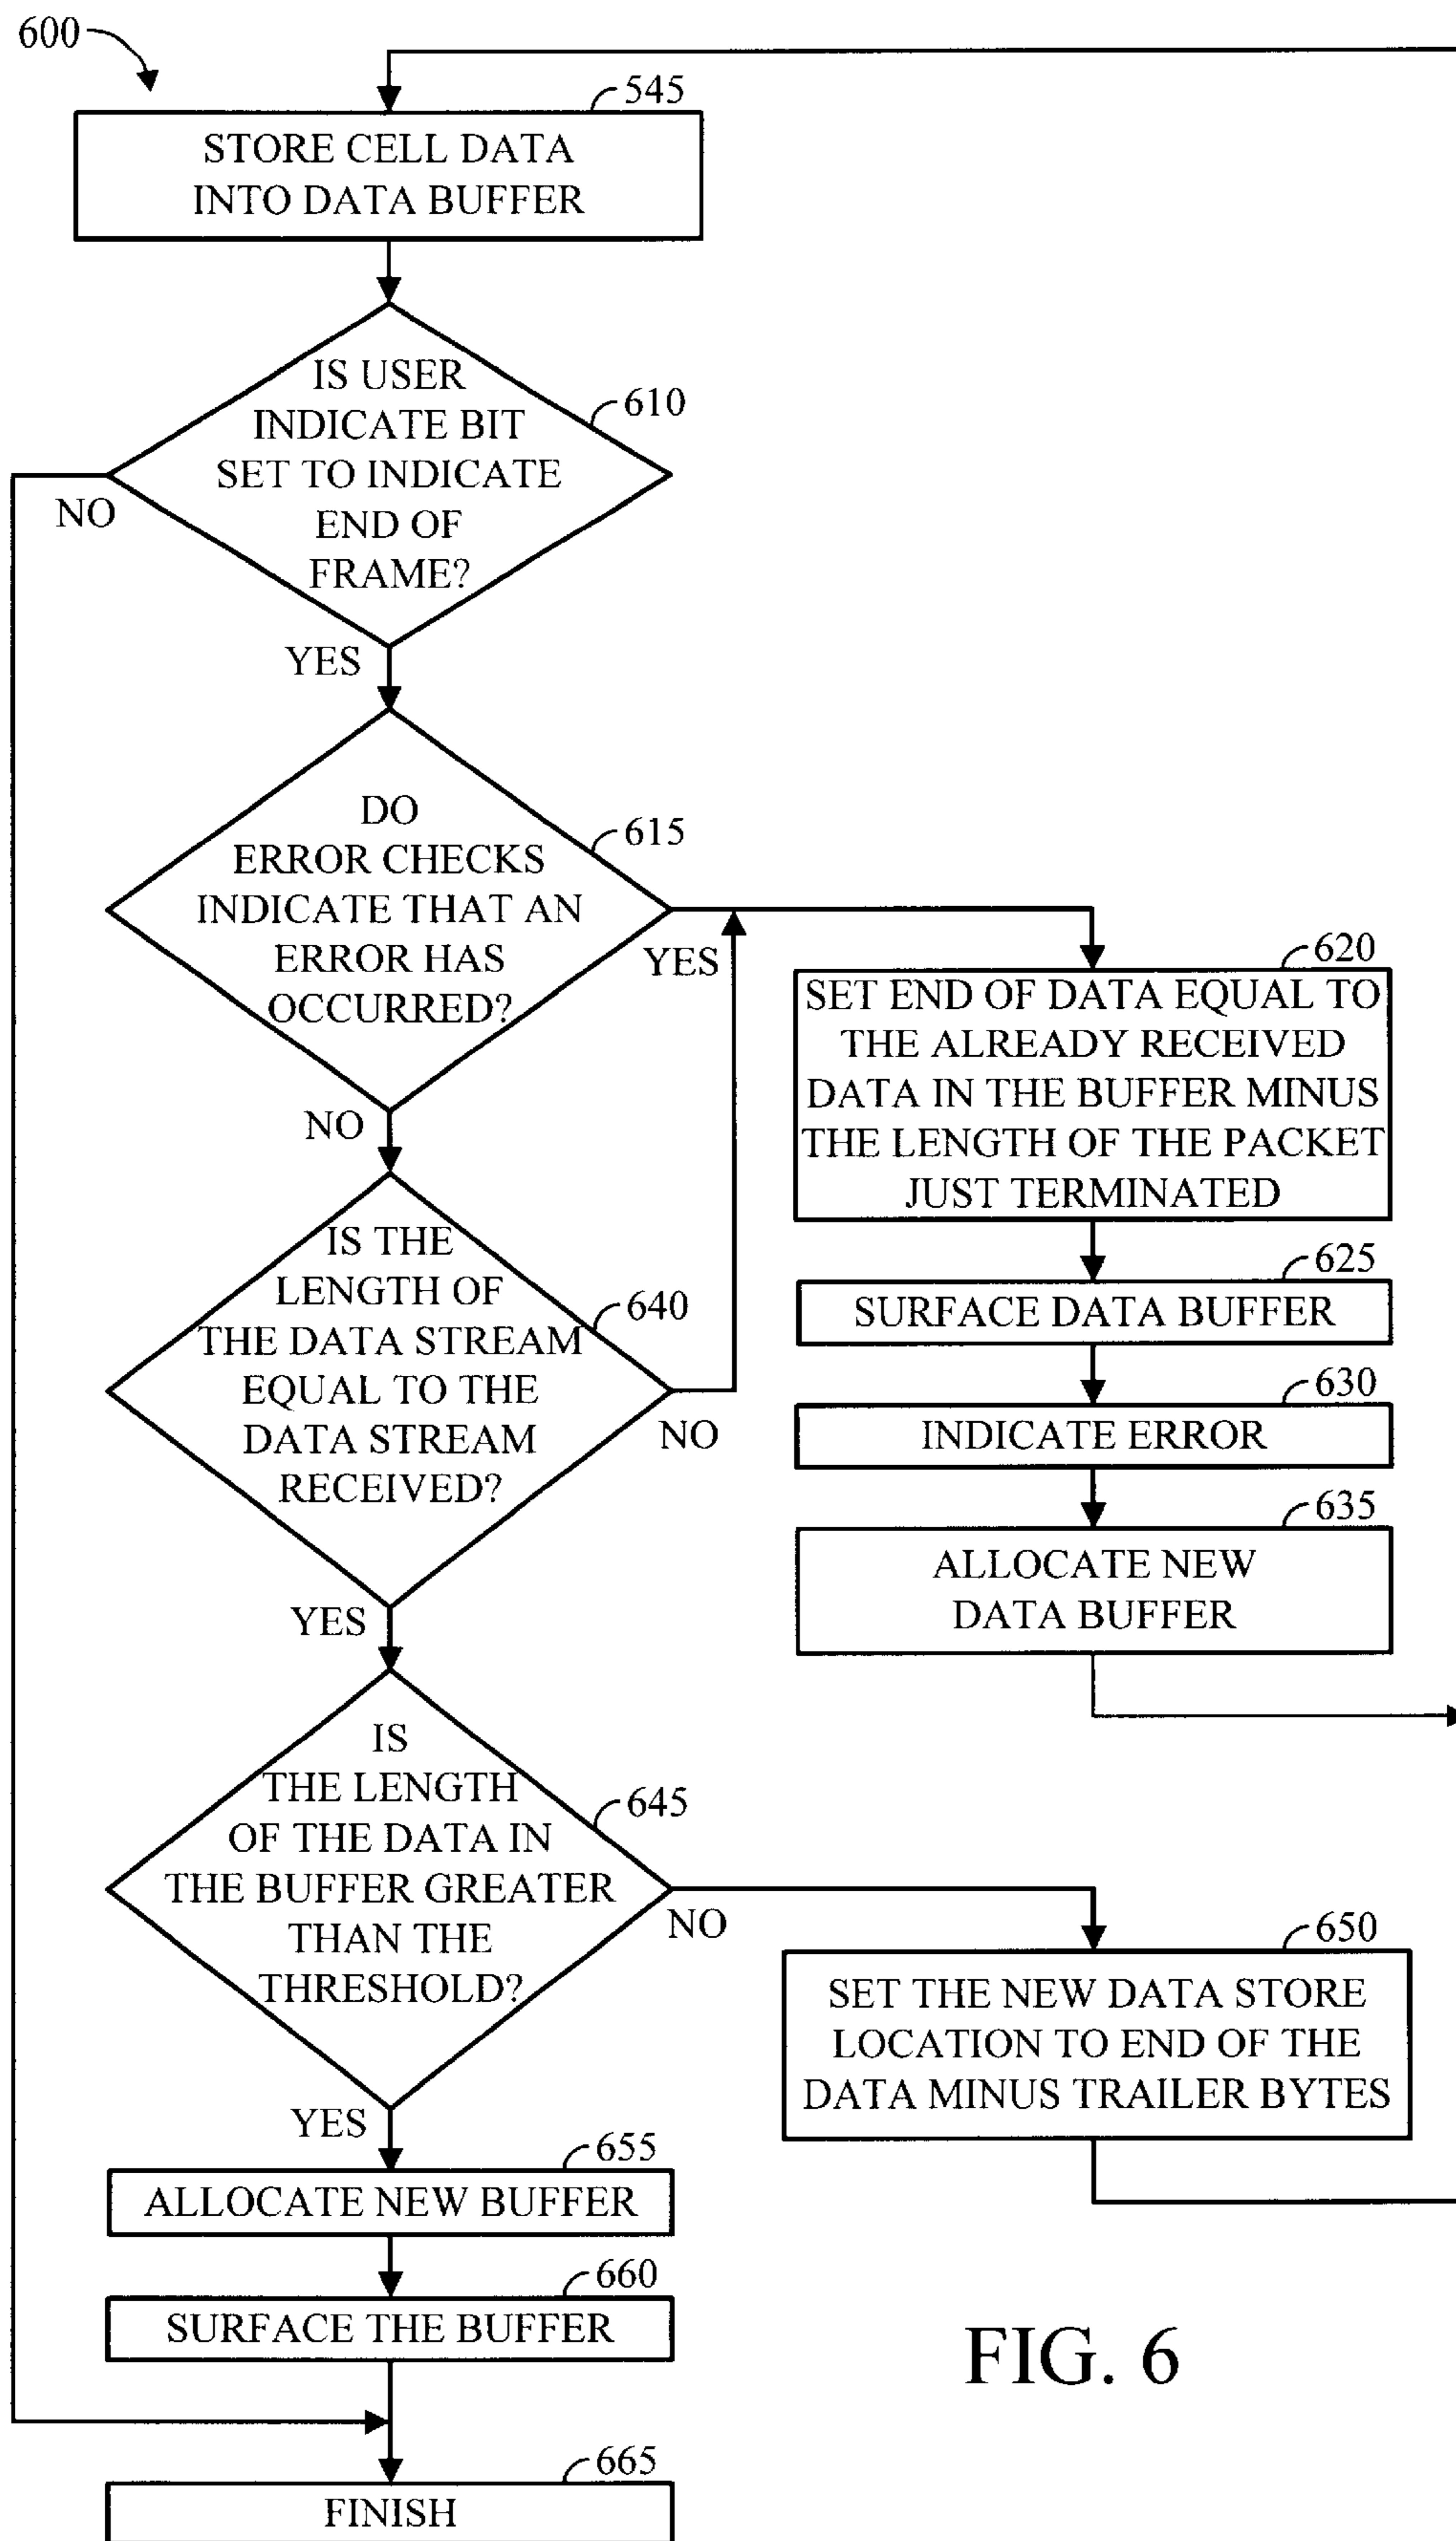 600
545
STORE CELL DATA
INTO DATA BUFFER
IS USER
INDICATE BIT
SET TO INDICATE
END OF
FRAME?
610
NO
YES
DO
ERROR CHECKS
INDICATE THAT AN
ERROR HAS
OCCURRED?
615
YES
NO
620
SET END OF DATA EQUAL TO
THE ALREADY RECEIVED
DATA IN THE BUFFER MINUS
THE LENGTH OF THE PACKET
JUST TERMINATED
625
SURFACE DATA BUFFER
630
INDICATE ERROR
635
ALLOCATE NEW
DATA BUFFER
IS THE
LENGTH OF
THE DATA STREAM
EQUAL TO THE
DATA STREAM
RECEIVED?
640
NO
YES
IS
THE LENGTH
OF THE DATA IN
THE BUFFER GREATER
THAN THE
THRESHOLD?
645
NO
YES
650
SET THE NEW DATA STORE
LOCATION TO END OF THE
DATA MINUS TRAILER BYTES
655
ALLOCATE NEW BUFFER
660
SURFACE THE BUFFER
665
FINISH
FIG. 6